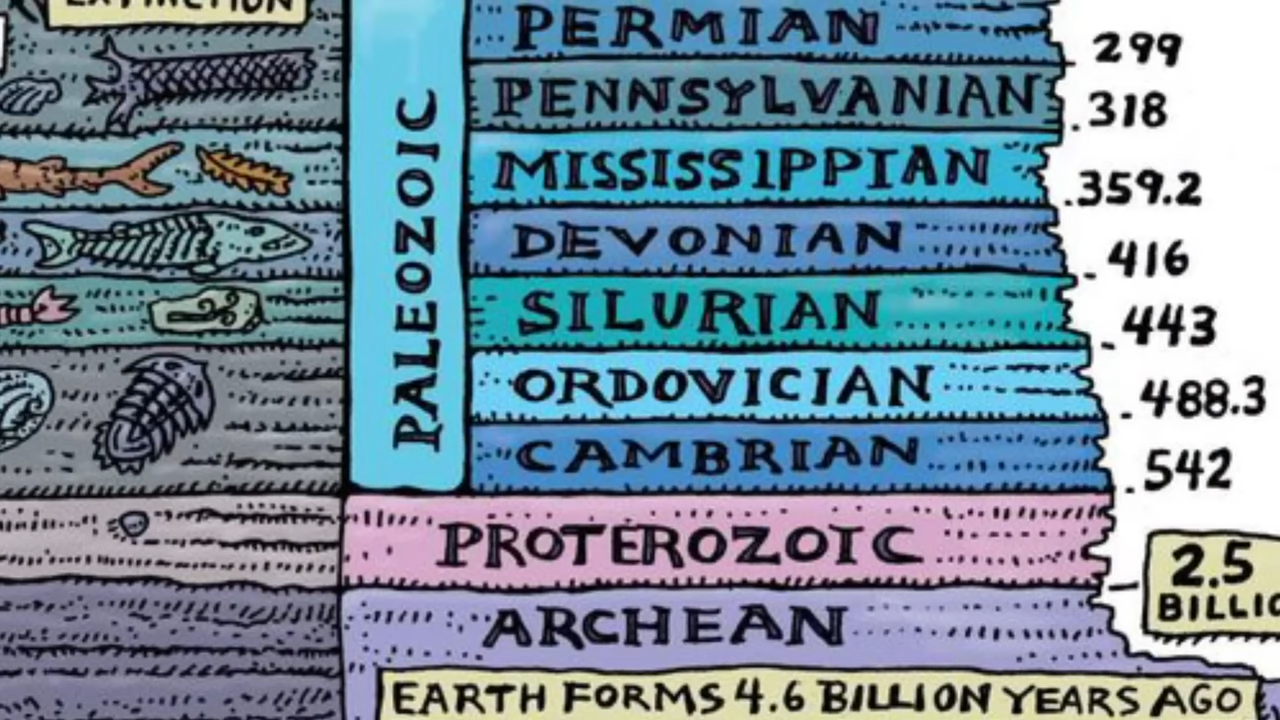 EXTINCTION
PALEOZOIC
PERMIAN
299
PENNSYLVANIAN
318
MISSISSIPPIAN
359.2
DEVONIAN
416
SILURIAN
443
ORDOVICIAN
488.3
CAMBRIAN
542
PROTEROZOIC
2.5
ARCHEAN
EARTH FORMS 4.6 BILLION YEARS AGO